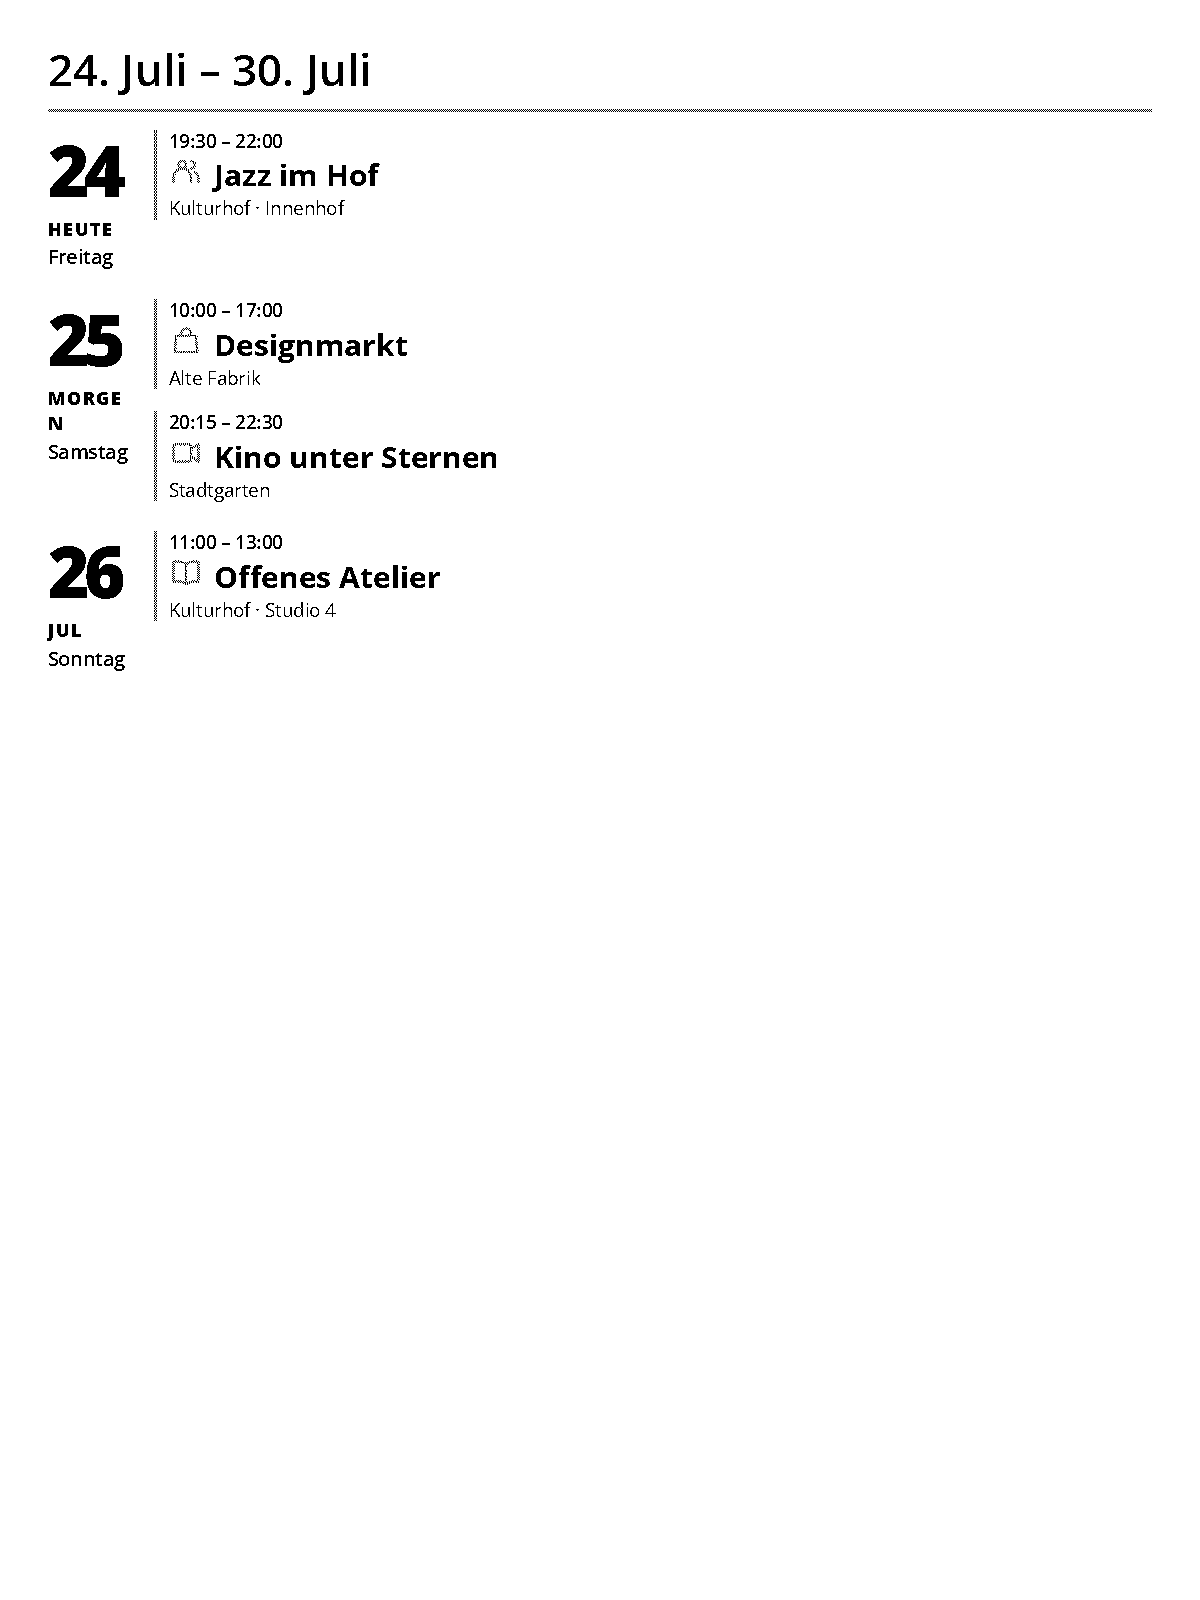 24. Juli – 30. Juli
24
HEUTE
Freitag
19:30 – 22:00
Jazz im Hof
Kulturhof · Innenhof
25
MORGE
N
Samstag
10:00 – 17:00
Designmarkt
Alte Fabrik
20:15 – 22:30
Kino unter Sternen
Stadtgarten
26
JUL
Sonntag
11:00 – 13:00
Offenes Atelier
Kulturhof · Studio 4